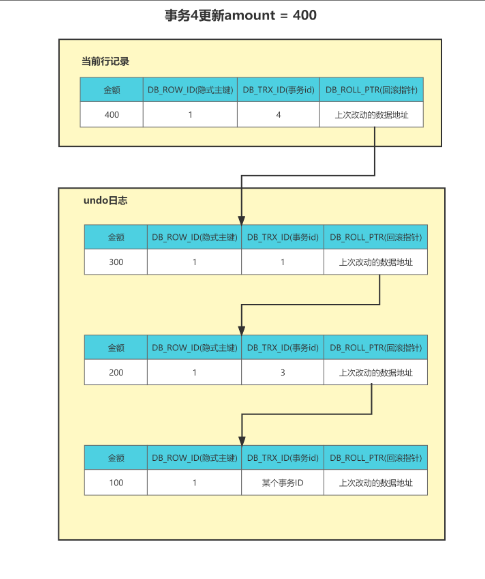 事务4更新amount = 400
当前行记录
金额 DB_ROW_ID(隐式主键) DB_TRX_ID(事务id) DB_ROLL_PTR(回滚指针)
400 1 4 上次改动的数据地址
undo日志
金额 DB_ROW_ID(隐式主键) DB_TRX_ID(事务id) DB_ROLL_PTR(回滚指针)
300 1 1 上次改动的数据地址
金额 DB_ROW_ID(隐式主键) DB_TRX_ID(事务id) DB_ROLL_PTR(回滚指针)
200 1 3 上次改动的数据地址
金额 DB_ROW_ID(隐式主键) DB_TRX_ID(事务id) DB_ROLL_PTR(回滚指针)
100 1 某个事务ID 上次改动的数据地址